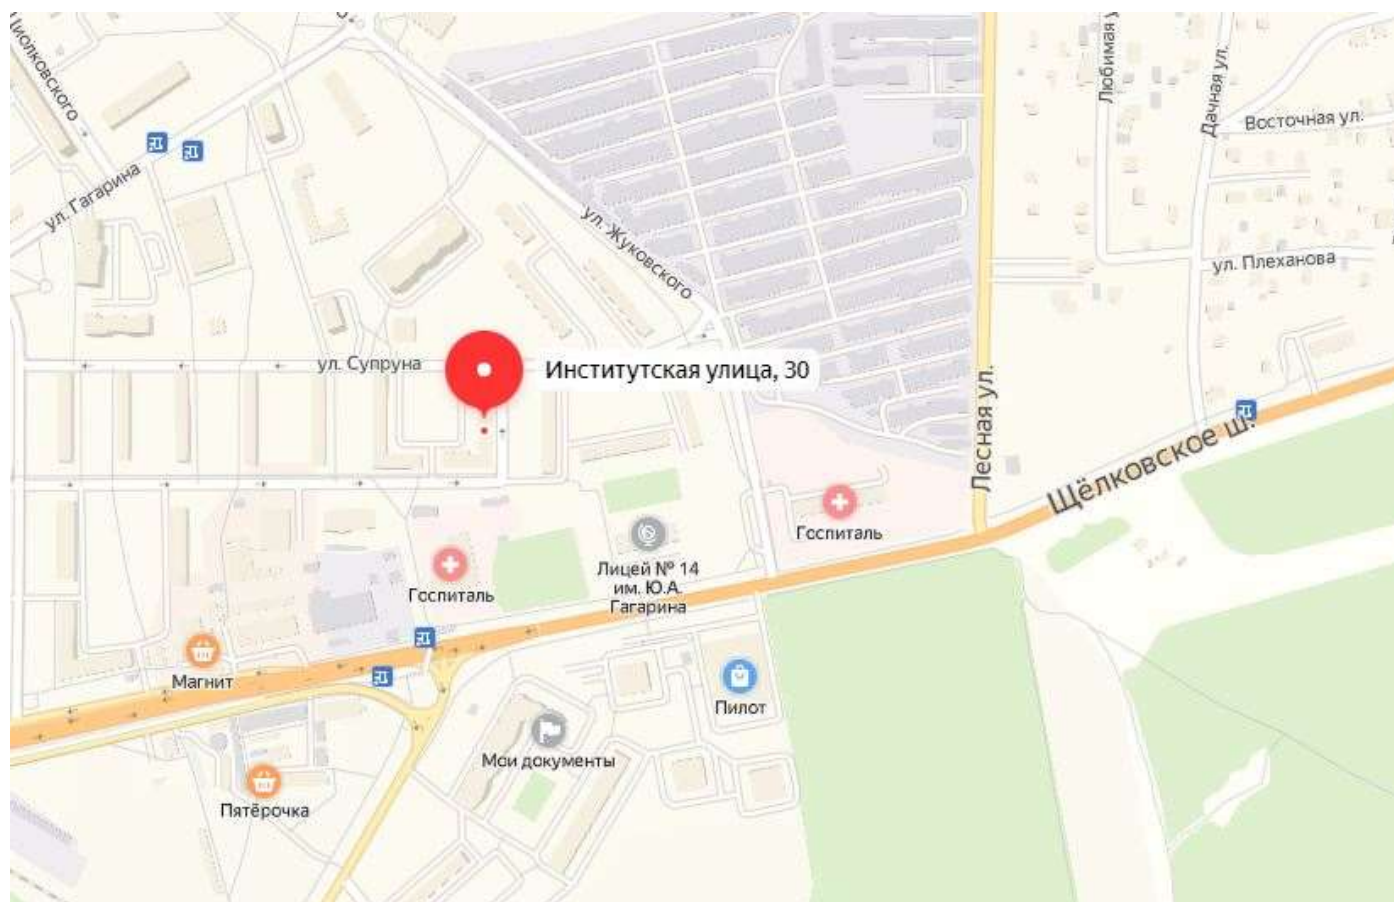 Циолковского
Любимая у
Дачная ул.
Восточная ул.
ул. Гагарина
ул. Жуковского
ул. Плеханова
ул. Супруна
Институтская улица, 30
Лесная ул.
Щёлковское ш.
Госпиталь
Лицей № 14
им. Ю.А.
Гагарина
Госпиталь
Магнит
Пилот
Мои документы
Пятёрочка